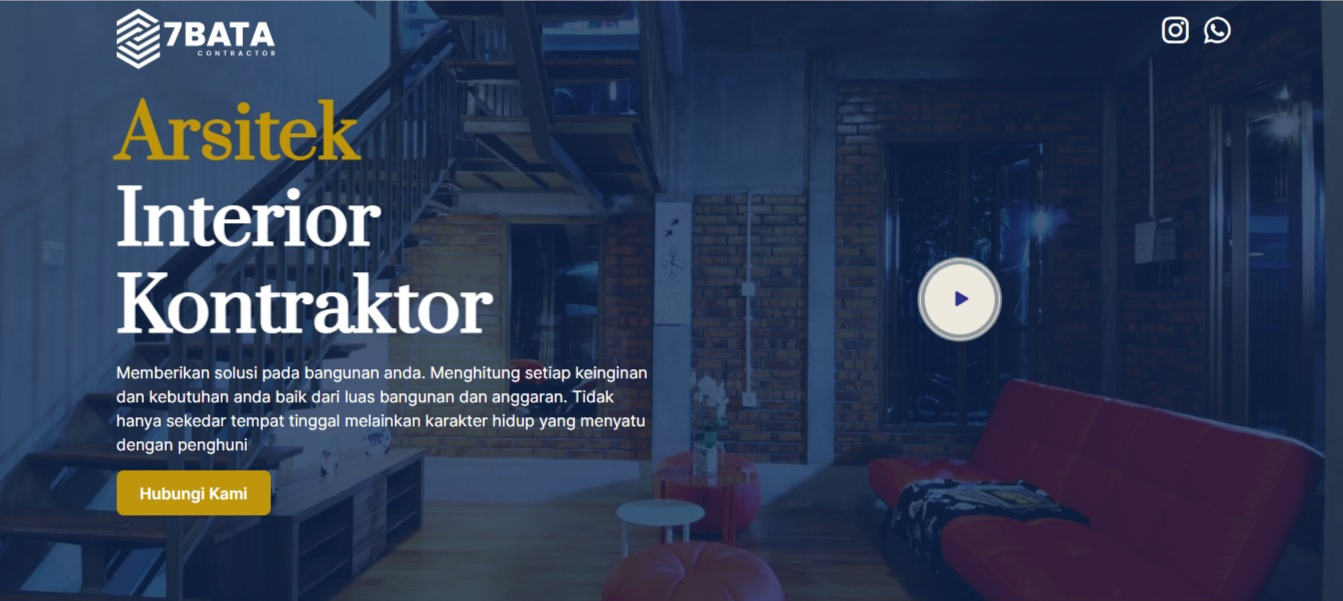 7BATA
CONTRACTOR
Arsitek
Interior
Kontraktor
Memberikan solusi pada bangunan anda. Menghitung setiap keinginan
dan kebutuhan anda baik dari luas bangunan dan anggaran. Tidak
hanya sekedar tempat tinggal melainkan karakter hidup yang menyatu
dengan penghuni
Hubungi Kami